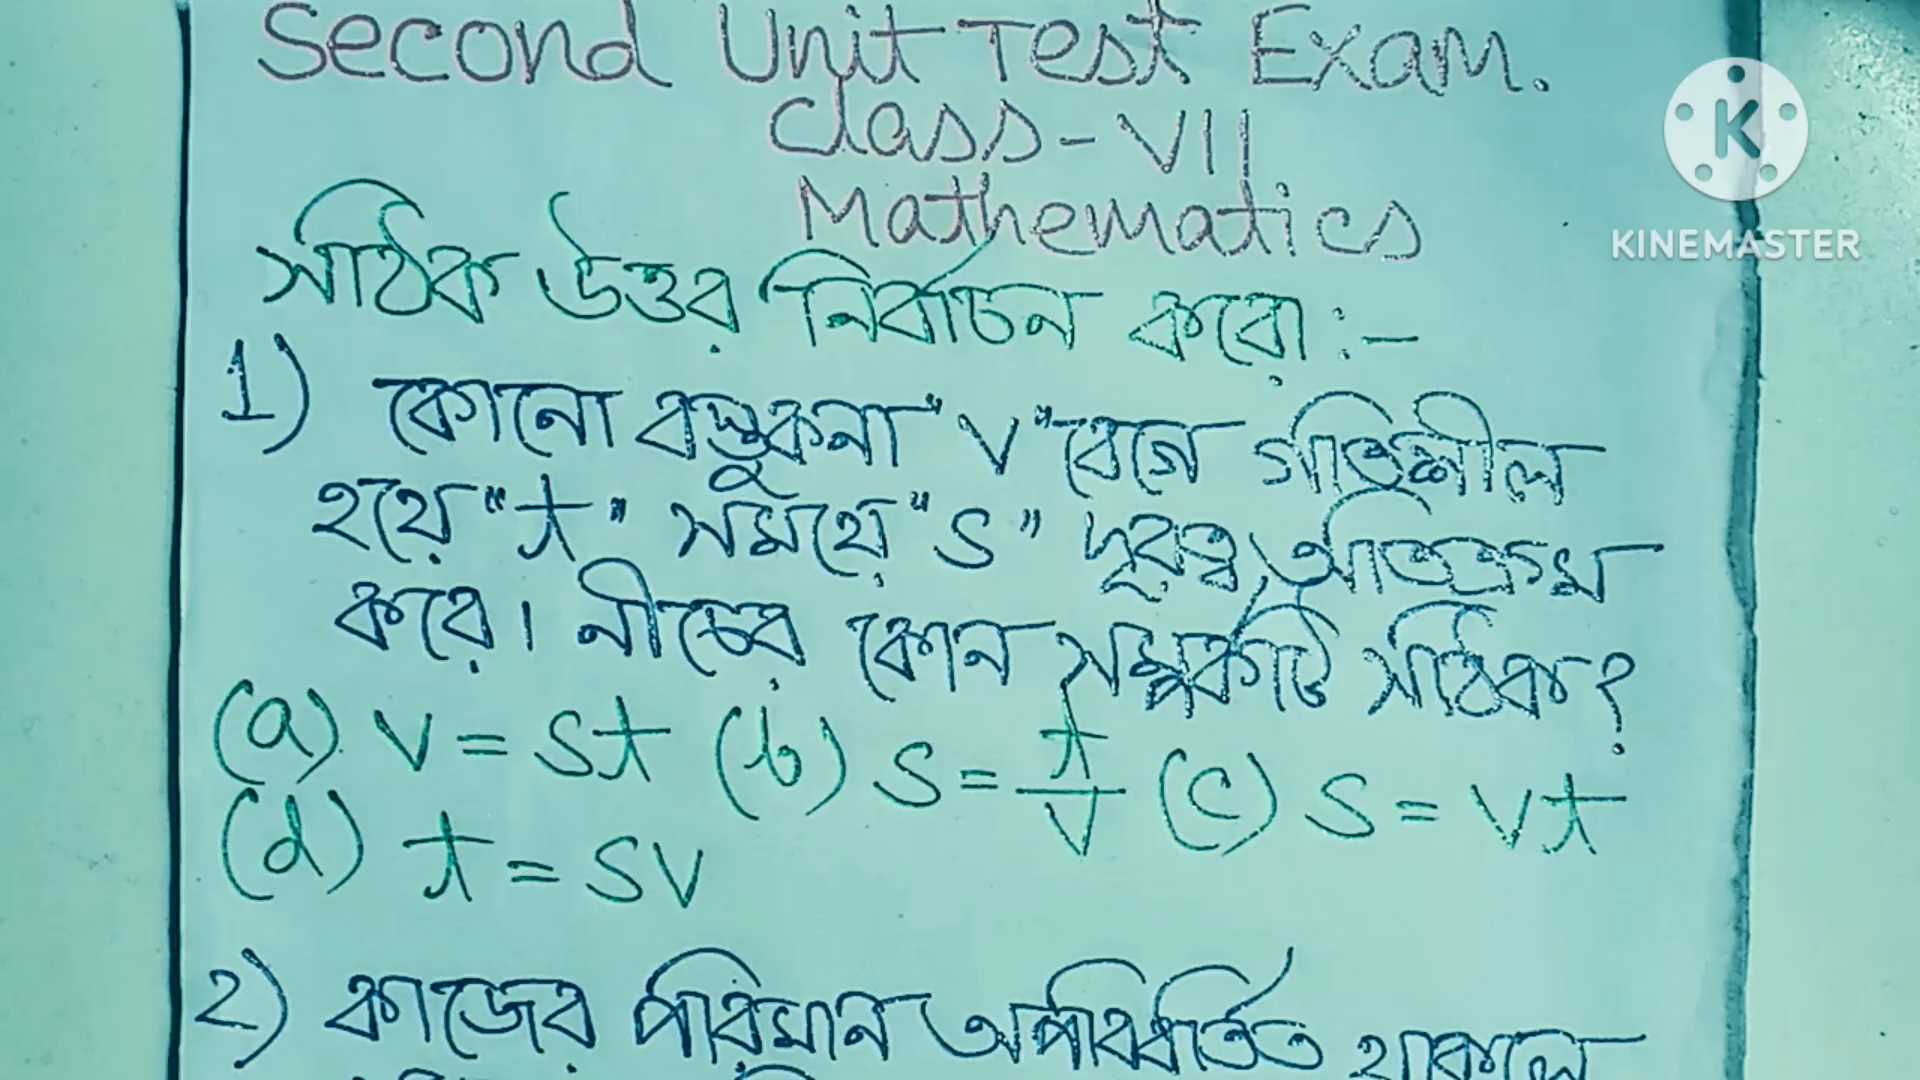 Second Unit Test Exam.
Class-VII
Mathematics
KINEMASTER
সঠিক উত্তর নির্বাচন করো:-
1) কোনো বস্তুকনা "V" বেগে গতিশীল
হয়ে "t" সময়ে "S" দূরত্ব অতিক্রম
করে। নীচের কোন সম্পর্কটি সঠিক?
(a) V = St (b) S = t/V (c) S = Vt
(d) t = SV
2) কাজের পরিমান অপরিবর্তিত থাকলে